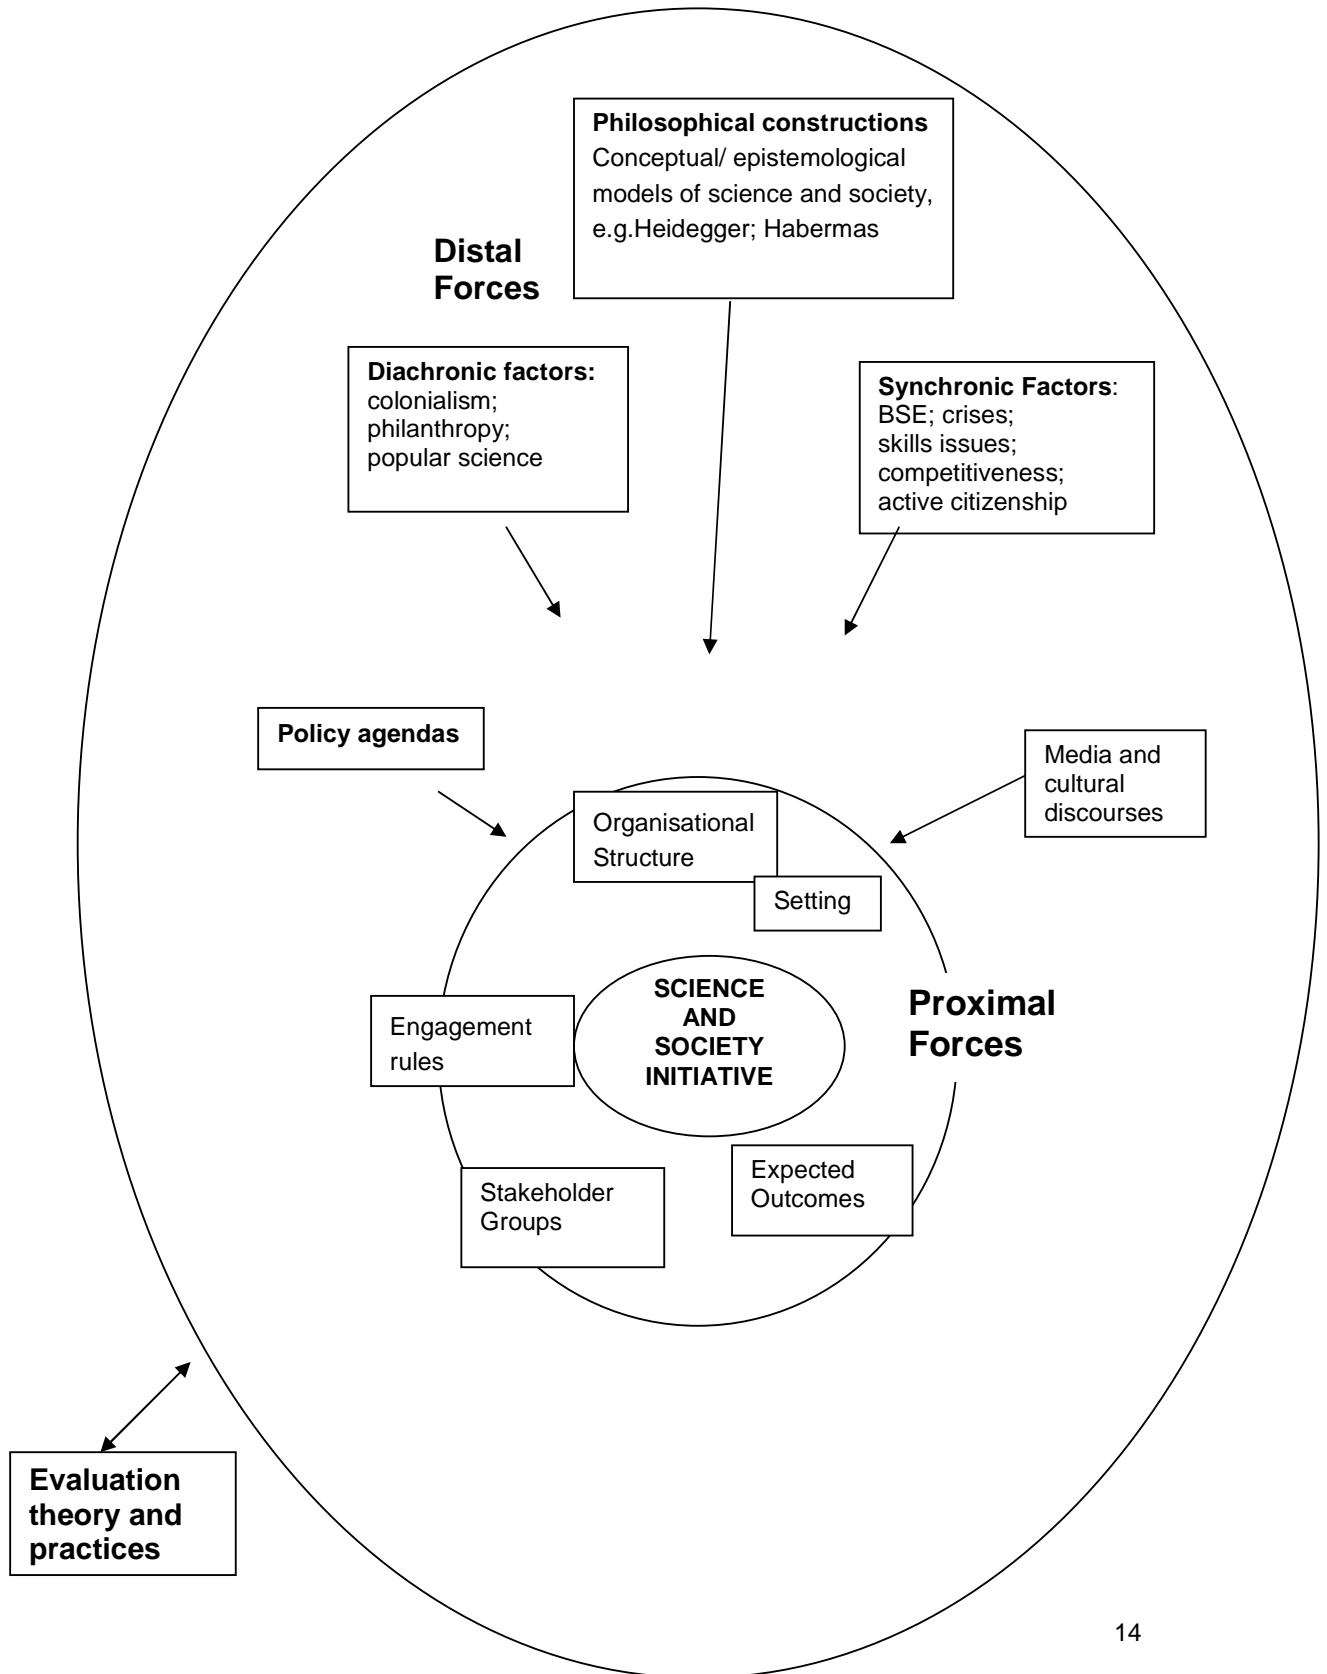 Philosophical constructions
Conceptual/ epistemological
models of science and society,
e.g.Heidegger; Habermas
Distal
Forces
Diachronic factors:
colonialism;
philanthropy;
popular science
Synchronic Factors:
BSE; crises;
skills issues;
competitiveness;
active citizenship
Policy agendas
Media and
cultural
discourses
Organisational
Structure
Setting
SCIENCE
AND
SOCIETY
INITIATIVE
Proximal
Forces
Engagement
rules
Expected
Outcomes
Stakeholder
Groups
Evaluation
theory and
practices
14